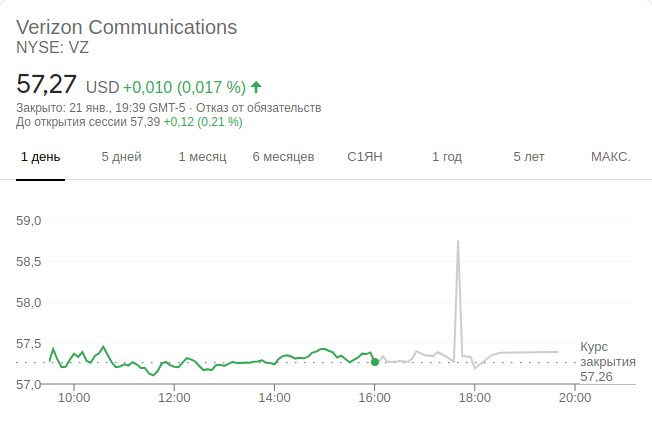 Verizon Communications
NYSE: VZ
57,27 USD +0,010 (0,017 %)
Закрыто: 21 янв., 19:39 GMT-5 · Отказ от обязательств
До открытия сессии 57,39 +0,12 (0,21 %)
1 день 5 дней 1 месяц 6 месяцев С1ЯН 1 год 5 лет МАКС.
59,0
58,5
58,0
57,5
Курс
закрытия
57,26
57,0
10:00 12:00 14:00 16:00 18:00 20:00